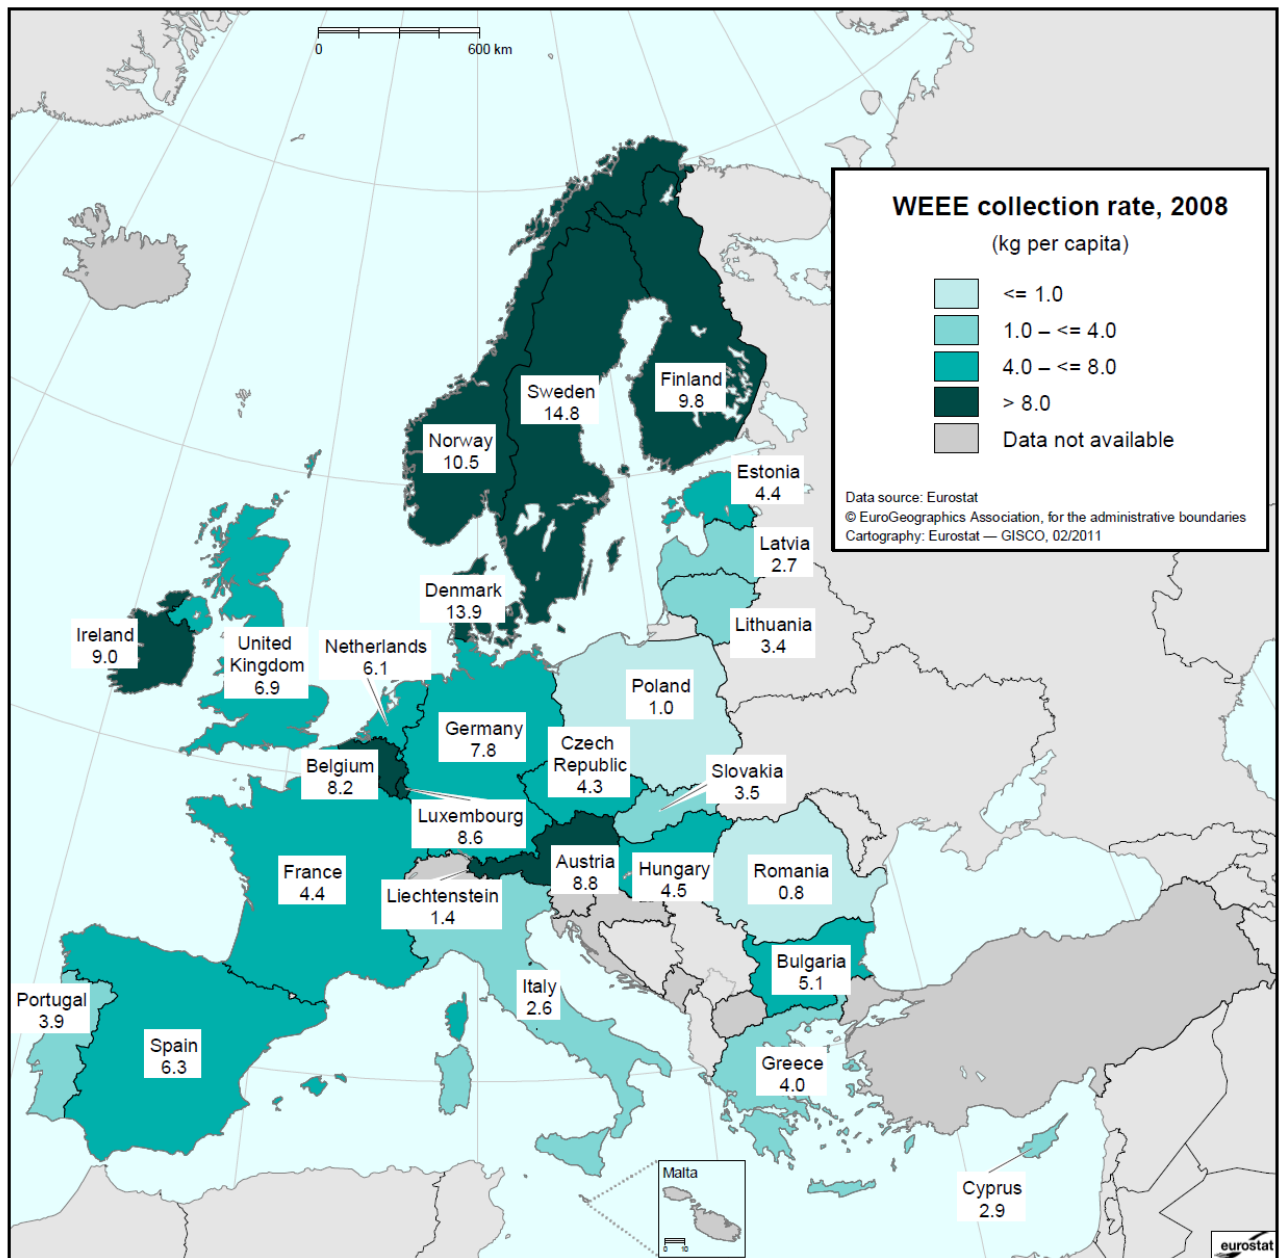 0 600 km
WEEE collection rate, 2008
(kg per capita)
<= 1.0
1.0 – <= 4.0
4.0 – <= 8.0
> 8.0
Data not available
Data source: Eurostat
© EuroGeographics Association, for the administrative boundaries
Cartography: Eurostat — GISCO, 02/2011
Finland
9.8
Sweden
14.8
Norway
10.5
Estonia
4.4
Latvia
2.7
Denmark
13.9
Lithuania
3.4
Ireland
9.0
United
Kingdom
6.9
Netherlands
6.1
Poland
1.0
Germany
7.8
Czech
Republic
4.3
Belgium
8.2
Slovakia
3.5
Luxembourg
8.6
France
4.4
Austria
8.8
Hungary
4.5
Romania
0.8
Liechtenstein
1.4
Bulgaria
5.1
Portugal
3.9
Italy
2.6
Spain
6.3
Greece
4.0
Malta
0 10
Cyprus
2.9
eurostat